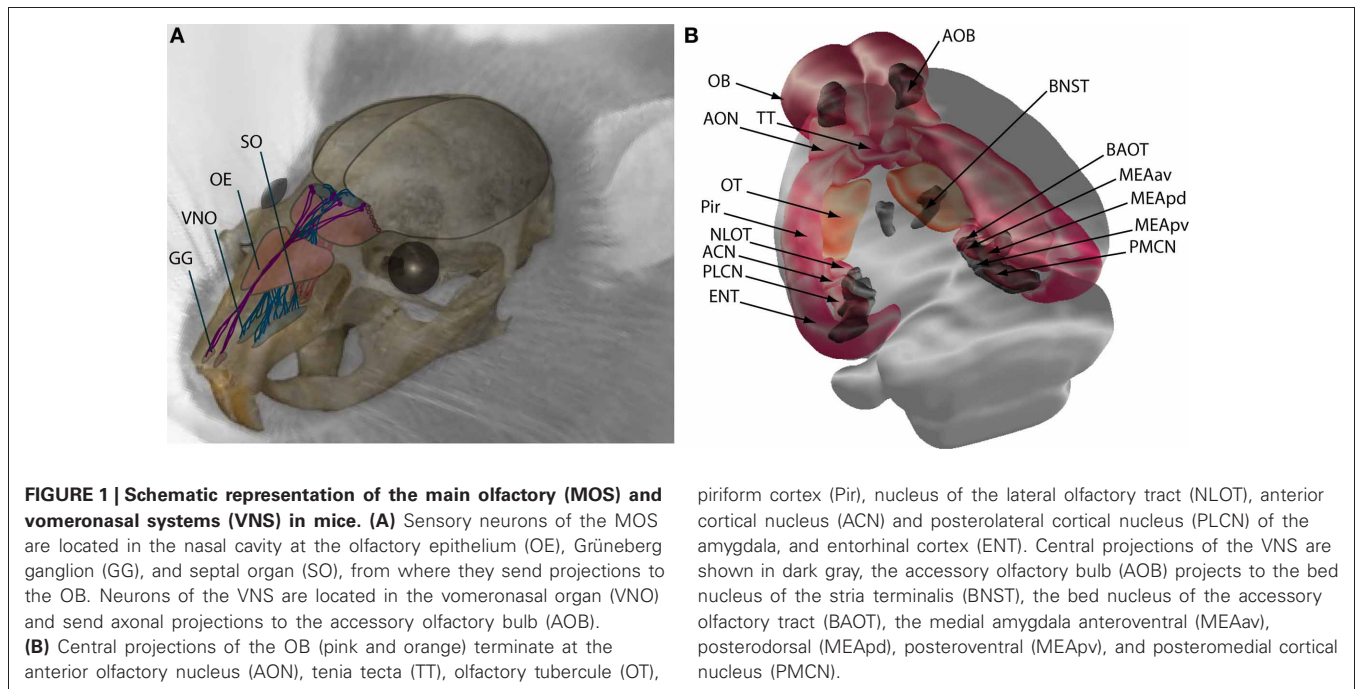 A
SO
OE
VNO
GG
B
AOB
OB
BNST
AON
TT
BAOT
MEAav
OT
MEApd
Pir
MEApv
NLOT
PMCN
ACN
PLCN
ENT
FIGURE 1 | Schematic representation of the main olfactory (MOS) and
vomeronasal systems (VNS) in mice. (A) Sensory neurons of the MOS
are located in the nasal cavity at the olfactory epithelium (OE), Grüneberg
ganglion (GG), and septal organ (SO), from where they send projections to
the OB. Neurons of the VNS are located in the vomeronasal organ (VNO)
and send axonal projections to the accessory olfactory bulb (AOB).
(B) Central projections of the OB (pink and orange) terminate at the
anterior olfactory nucleus (AON), tenia tecta (TT), olfactory tubercule (OT),
piriform cortex (Pir), nucleus of the lateral olfactory tract (NLOT), anterior
cortical nucleus (ACN) and posterolateral cortical nucleus (PLCN) of the
amygdala, and entorhinal cortex (ENT). Central projections of the VNS are
shown in dark gray, the accessory olfactory bulb (AOB) projects to the bed
nucleus of the stria terminalis (BNST), the bed nucleus of the accessory
olfactory tract (BAOT), the medial amygdala anteroventral (MEAav),
posterodorsal (MEApd), posteroventral (MEApv), and posteromedial cortical
nucleus (PMCN).